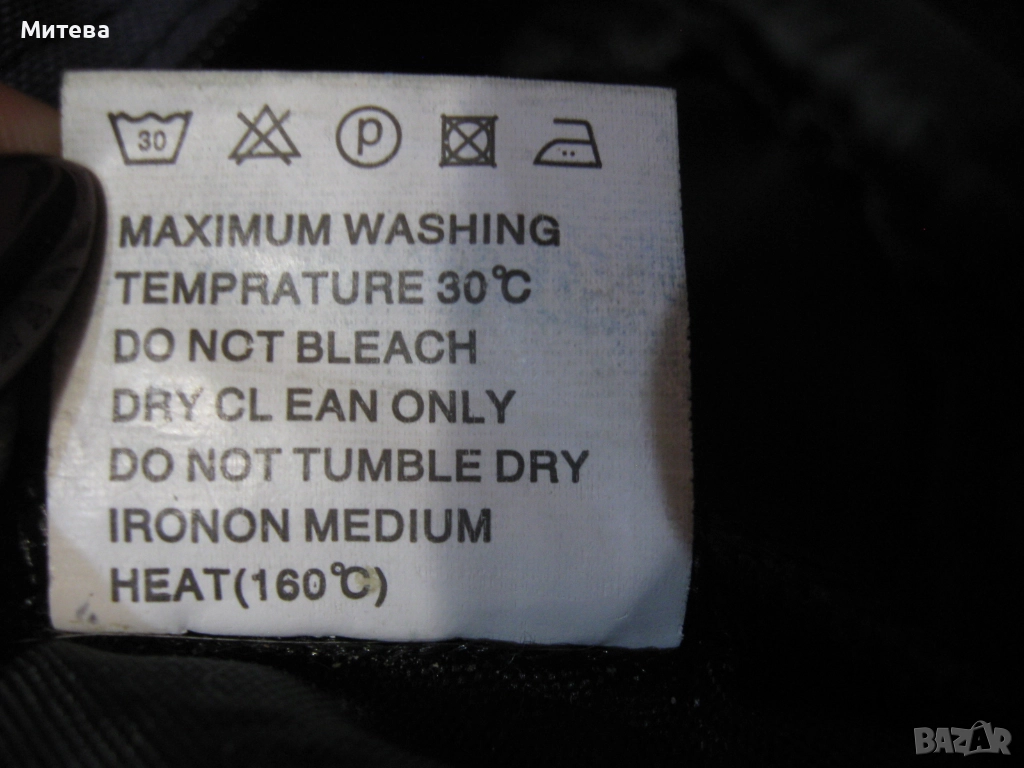 Митева
30
p
MAXIMUM WASHING
TEMPRATURE 30℃
DO NCT BLEACH
DRY CL EAN ONLY
DO NOT TUMBLE DRY
IRONON MEDIUM
HEAT(160℃)
BAZAR